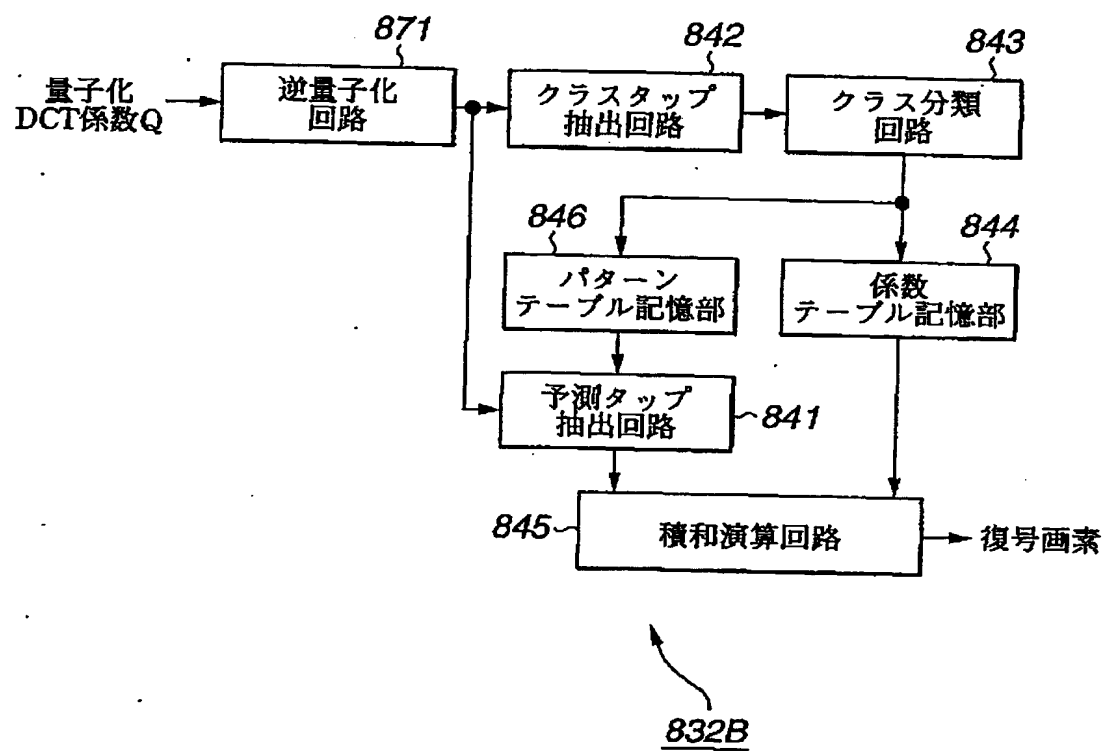 871
842
843
量子化
DCT係数Q
逆量子化
回路
クラスタップ
抽出回路
クラス分類
回路
846
844
パターン
テーブル記憶部
係数
テーブル記憶部
予測タップ
抽出回路
841
845
積和演算回路
復号画素
832B